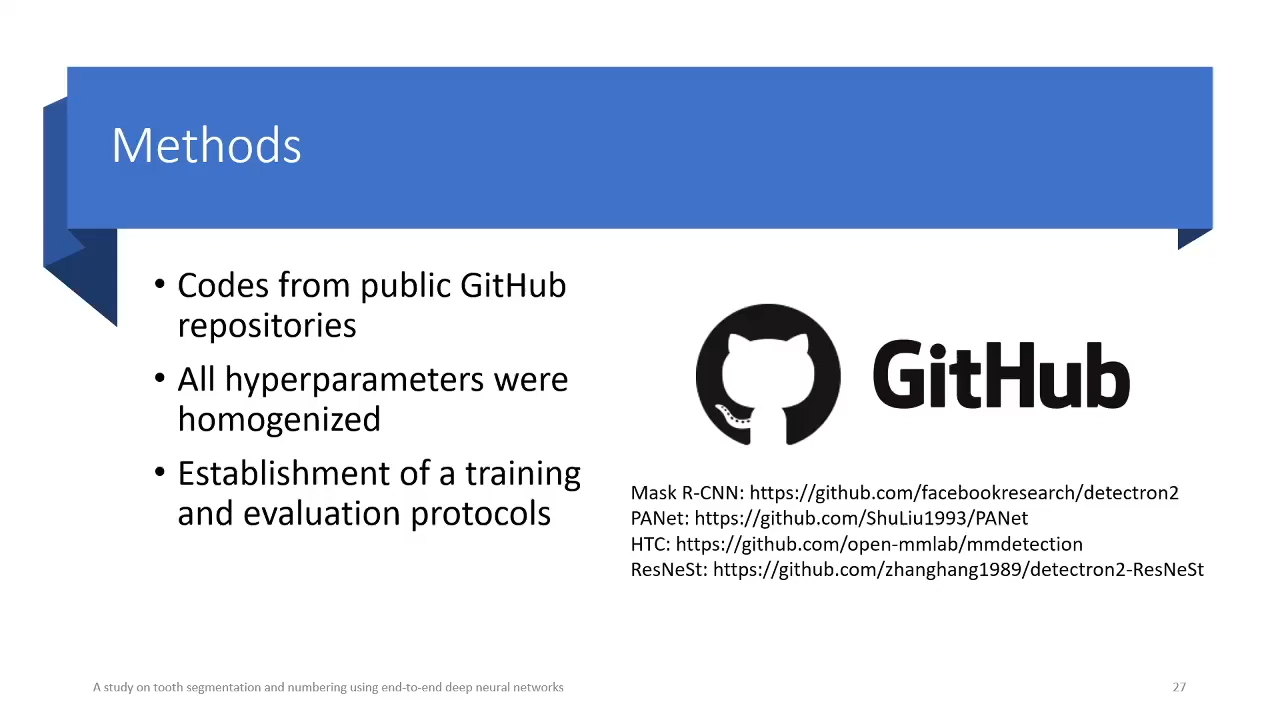 Methods
• Codes from public GitHub
repositories
• All hyperparameters were
homogenized
• Establishment of a training
and evaluation protocols
GitHub
Mask R-CNN: https://github.com/facebookresearch/detectron2
PANet: https://github.com/ShuLiu1993/PANet
HTC: https://github.com/open-mmlab/mmdetection
ResNeSt: https://github.com/zhanghang1989/detectron2-ResNeSt
A study on tooth segmentation and numbering using end-to-end deep neural networks
27